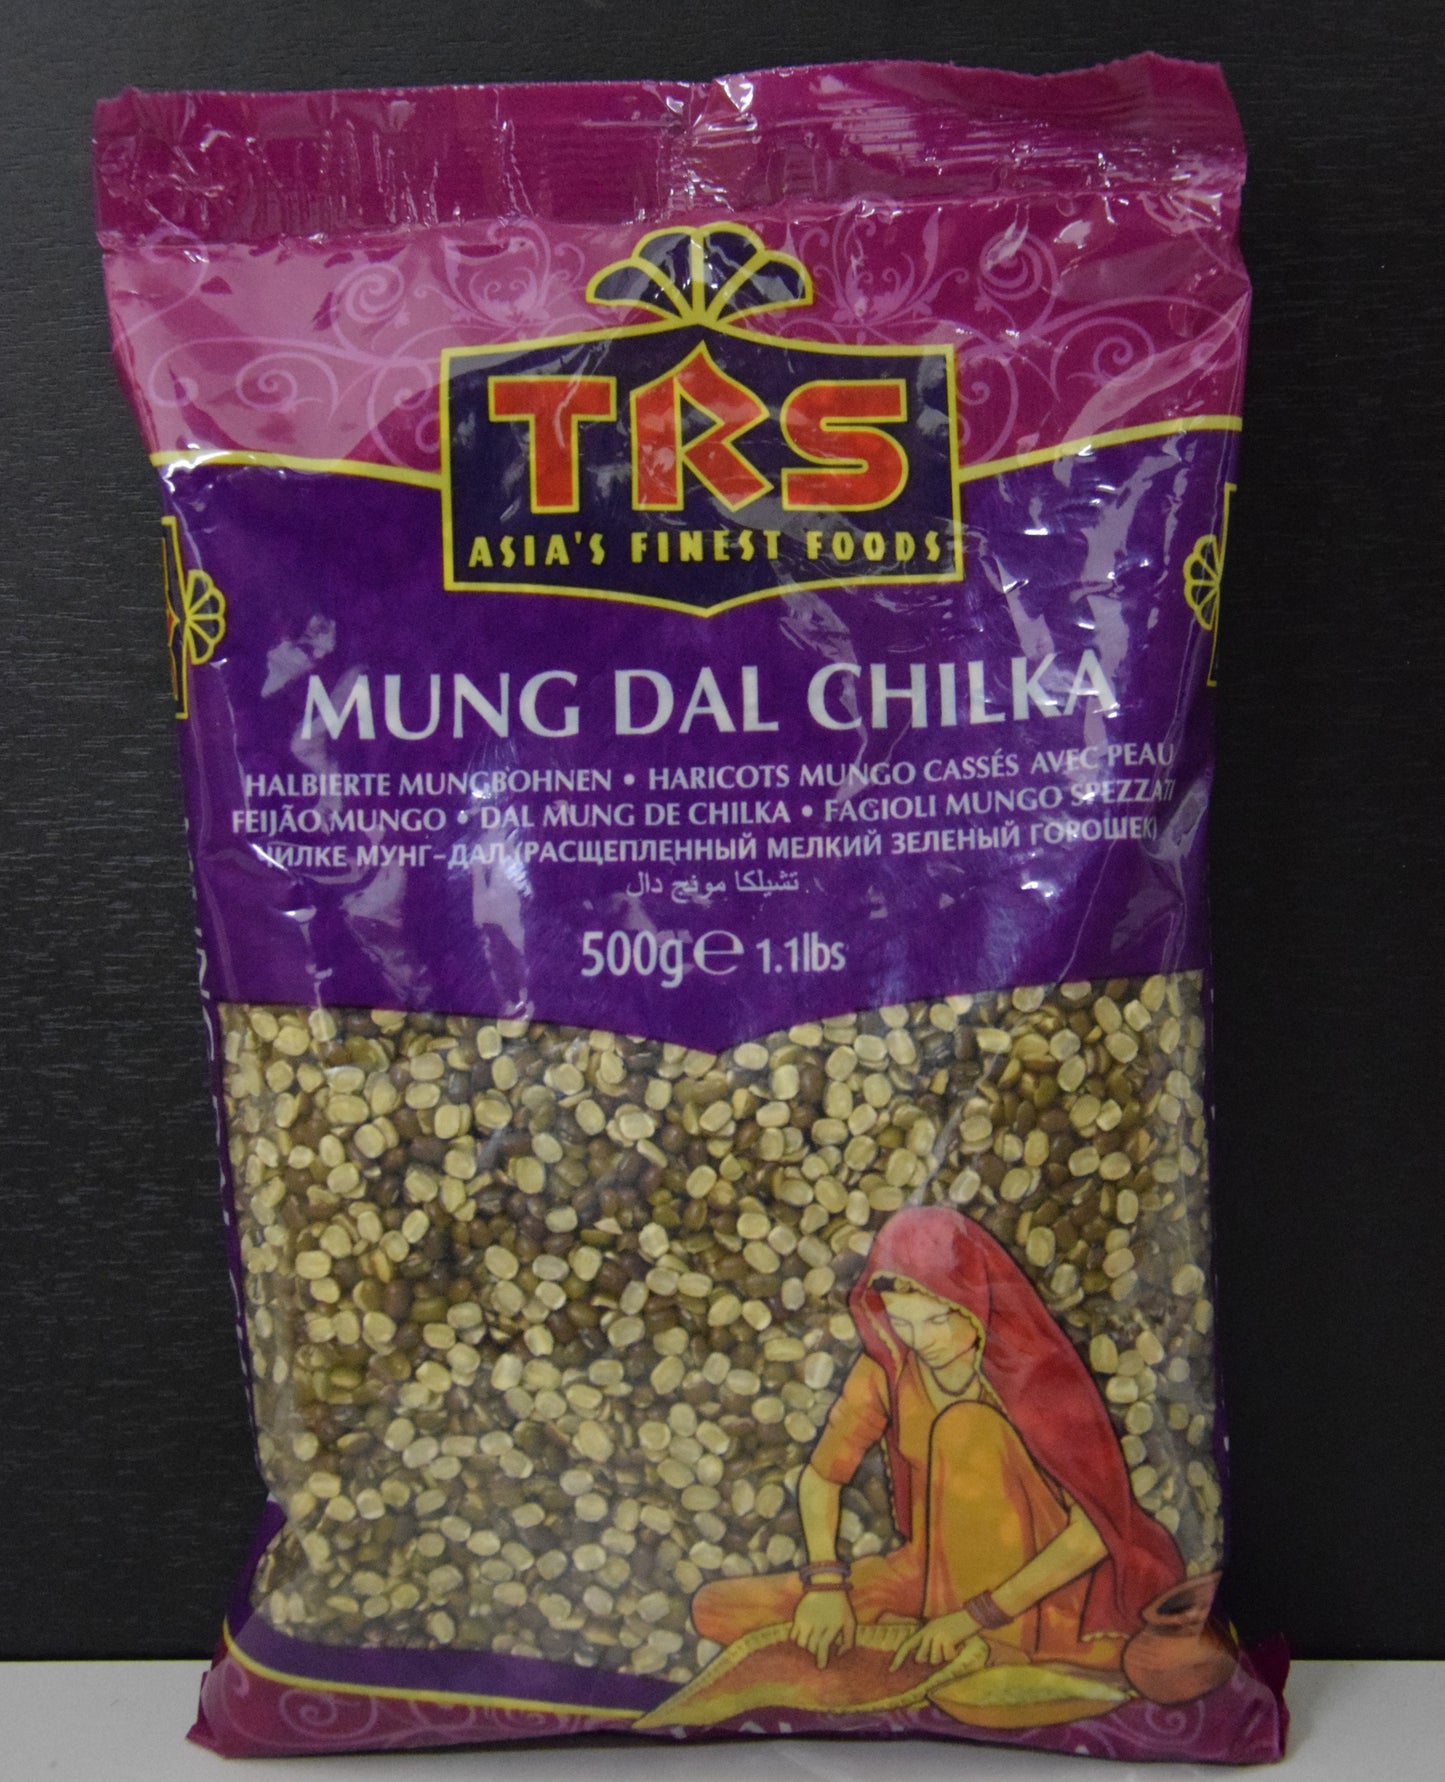 TRS
ASIA'S FINEST FOODS
MUNG DAL CHILKA
HALBIERTE MUNGBOHNEN • HARICOTS MUNGO CASSÉS AVEC PEAU
FEIJÃO MUNGO • DAL MUNG DE CHILKA • FAGIOLI MUNGO SPEZZATI
ЧИЛКЕ МУНГ-ДАЛ (РАСЩЕПЛЕННЫЙ МЕЛКИЙ ЗЕЛЕНЫЙ ГОРОШЕК)
تشيلكا مونج دال
500g℮ 1.1lbs